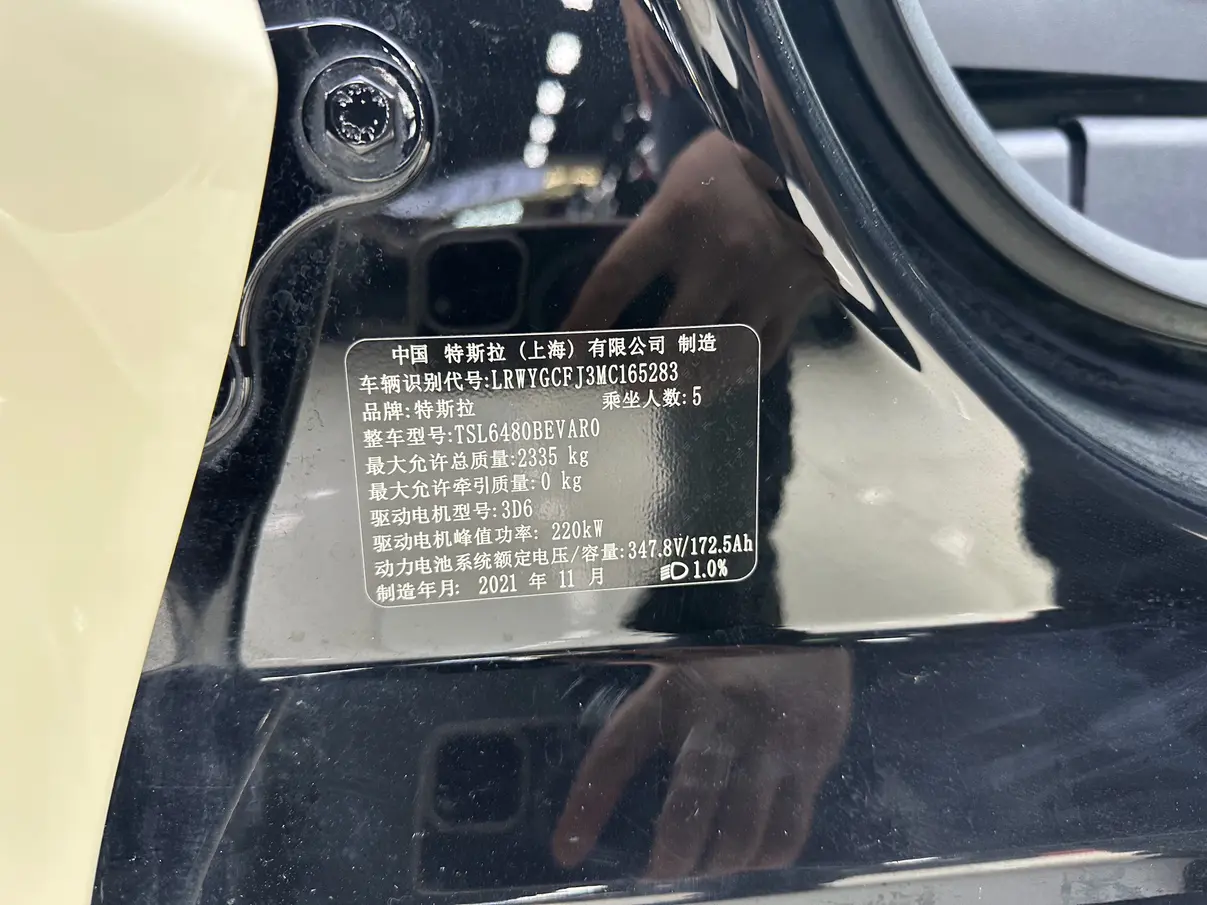 中国 特斯拉 (上海) 有限公司 制造
车辆识别代号:LRWYGCFJ3MC165283
品牌:特斯拉 乘坐人数:5
整车型号:TSL6480BEVAR0
最大允许总质量:2335 kg
最大允许牵引质量:0 kg
驱动电机型号:3D6
驱动电机峰值功率: 220kW
动力电池系统额定电压/容量:347.8V/172.5Ah
制造年月: 2021 年 11 月 1.0%